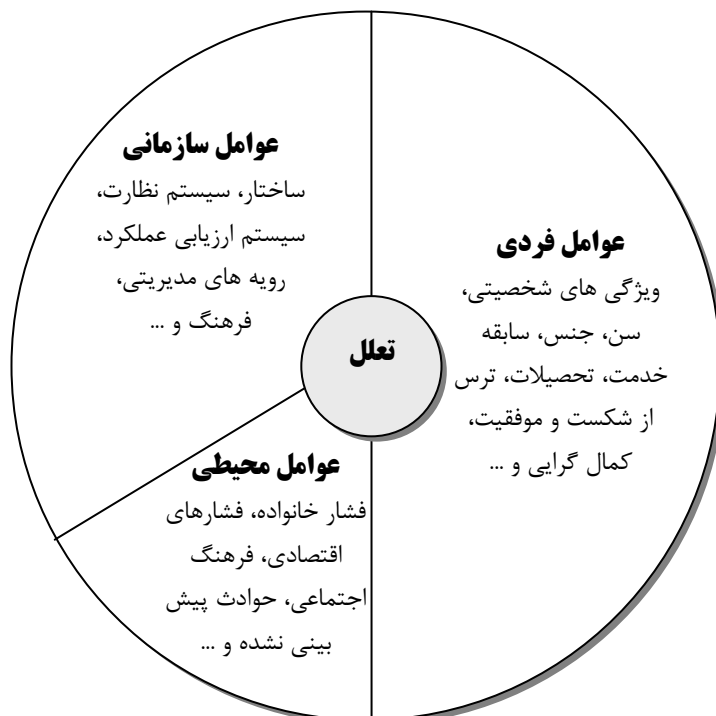 عوامل سازمانی
ساختار، سیستم نظارت،
سیستم ارزیابی عملکرد،
رویه های مدیریتی،
فرهنگ و ...
عوامل فردی
ویژگی های شخصیتی،
سن، جنس، سابقه
خدمت، تحصیلات، ترس
از شکست و موفقیت،
کمال گرایی و ...
تعلل
عوامل محیطی
فشار خانواده، فشارهای
اقتصادی، فرهنگ
اجتماعی، حوادث پیش
بینی نشده و ...